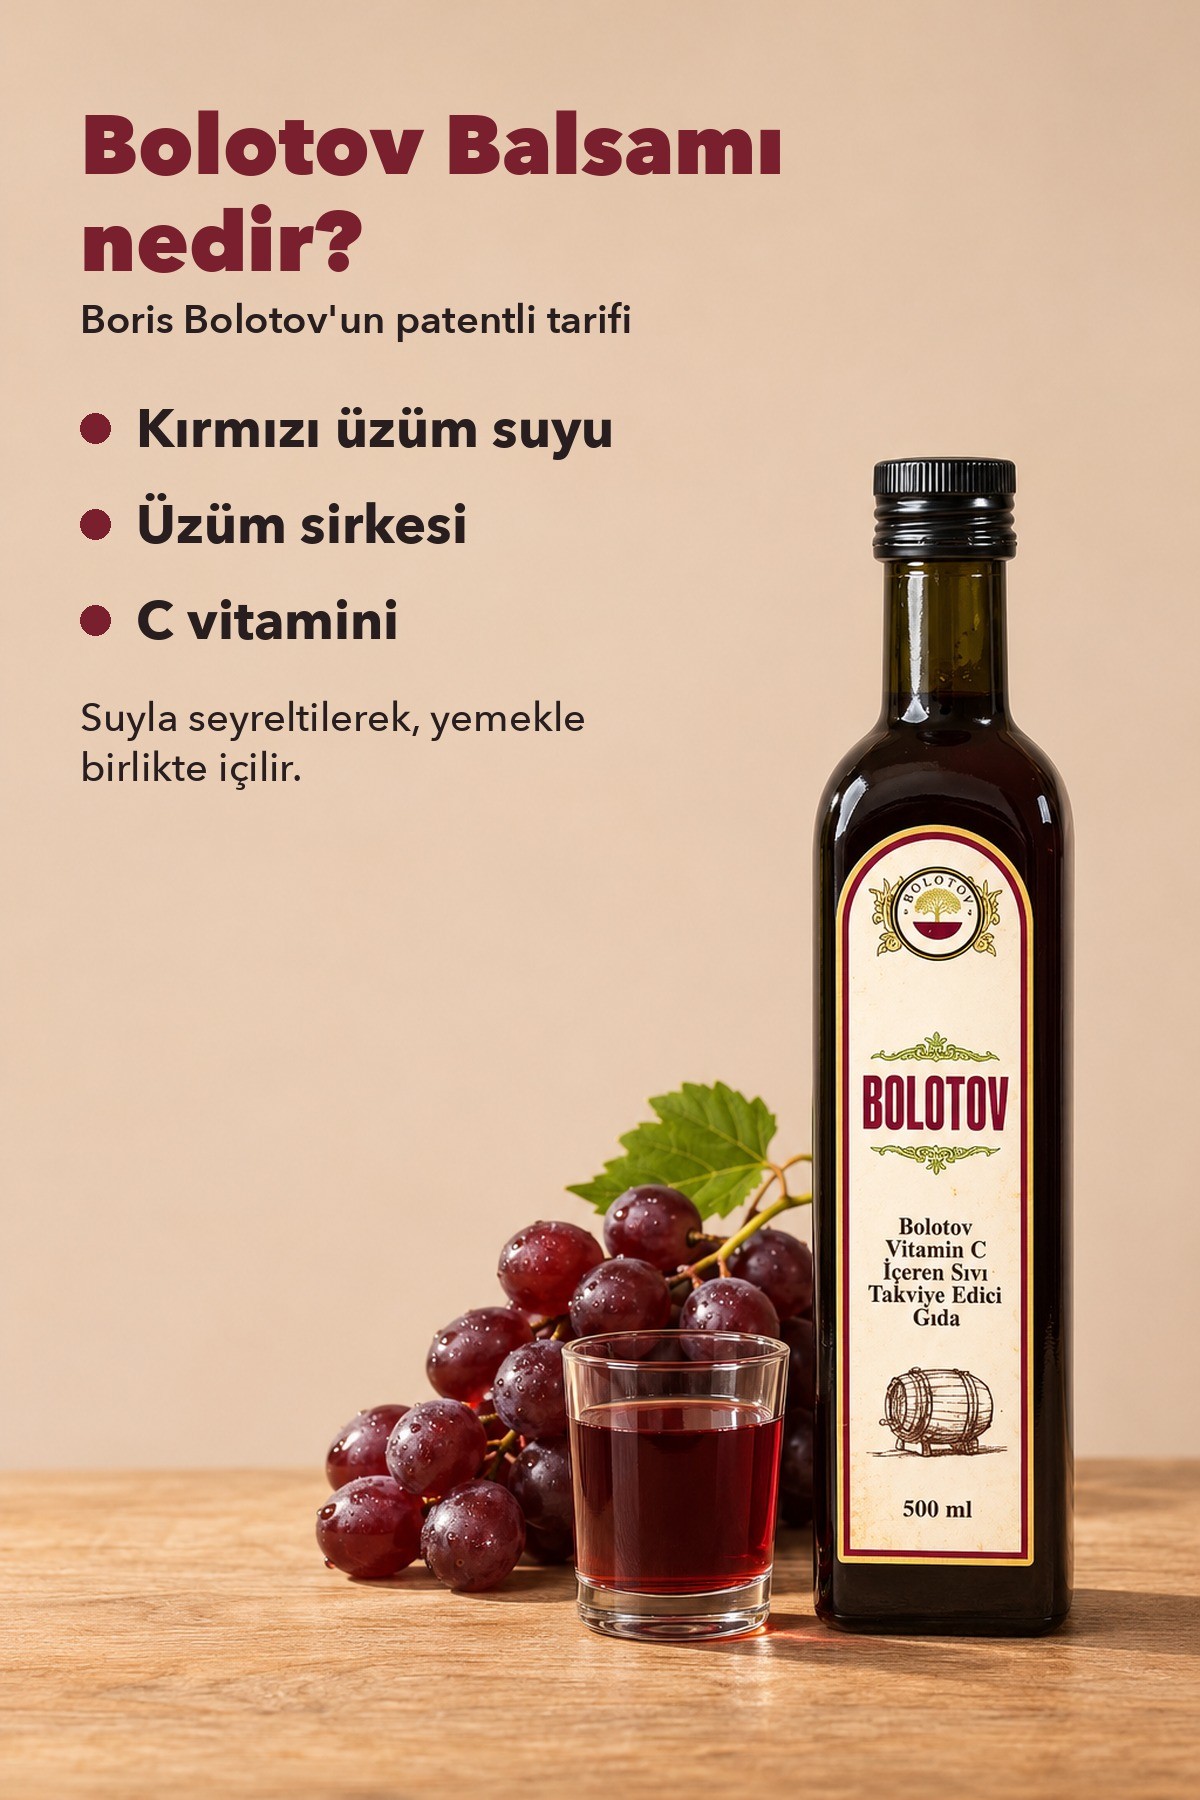 Bolotov Balsamı
nedir?
Boris Bolotov'un patentli tarifi
Kırmızı üzüm suyu
Üzüm sirkesi
C vitamini
Suyla seyreltilerek, yemekle
birlikte içilir.
BOLOTOV
BOLOTOV
Bolotov
Vitamin C
İçeren Sıvı
Takviye Edici
Gıda
500 ml